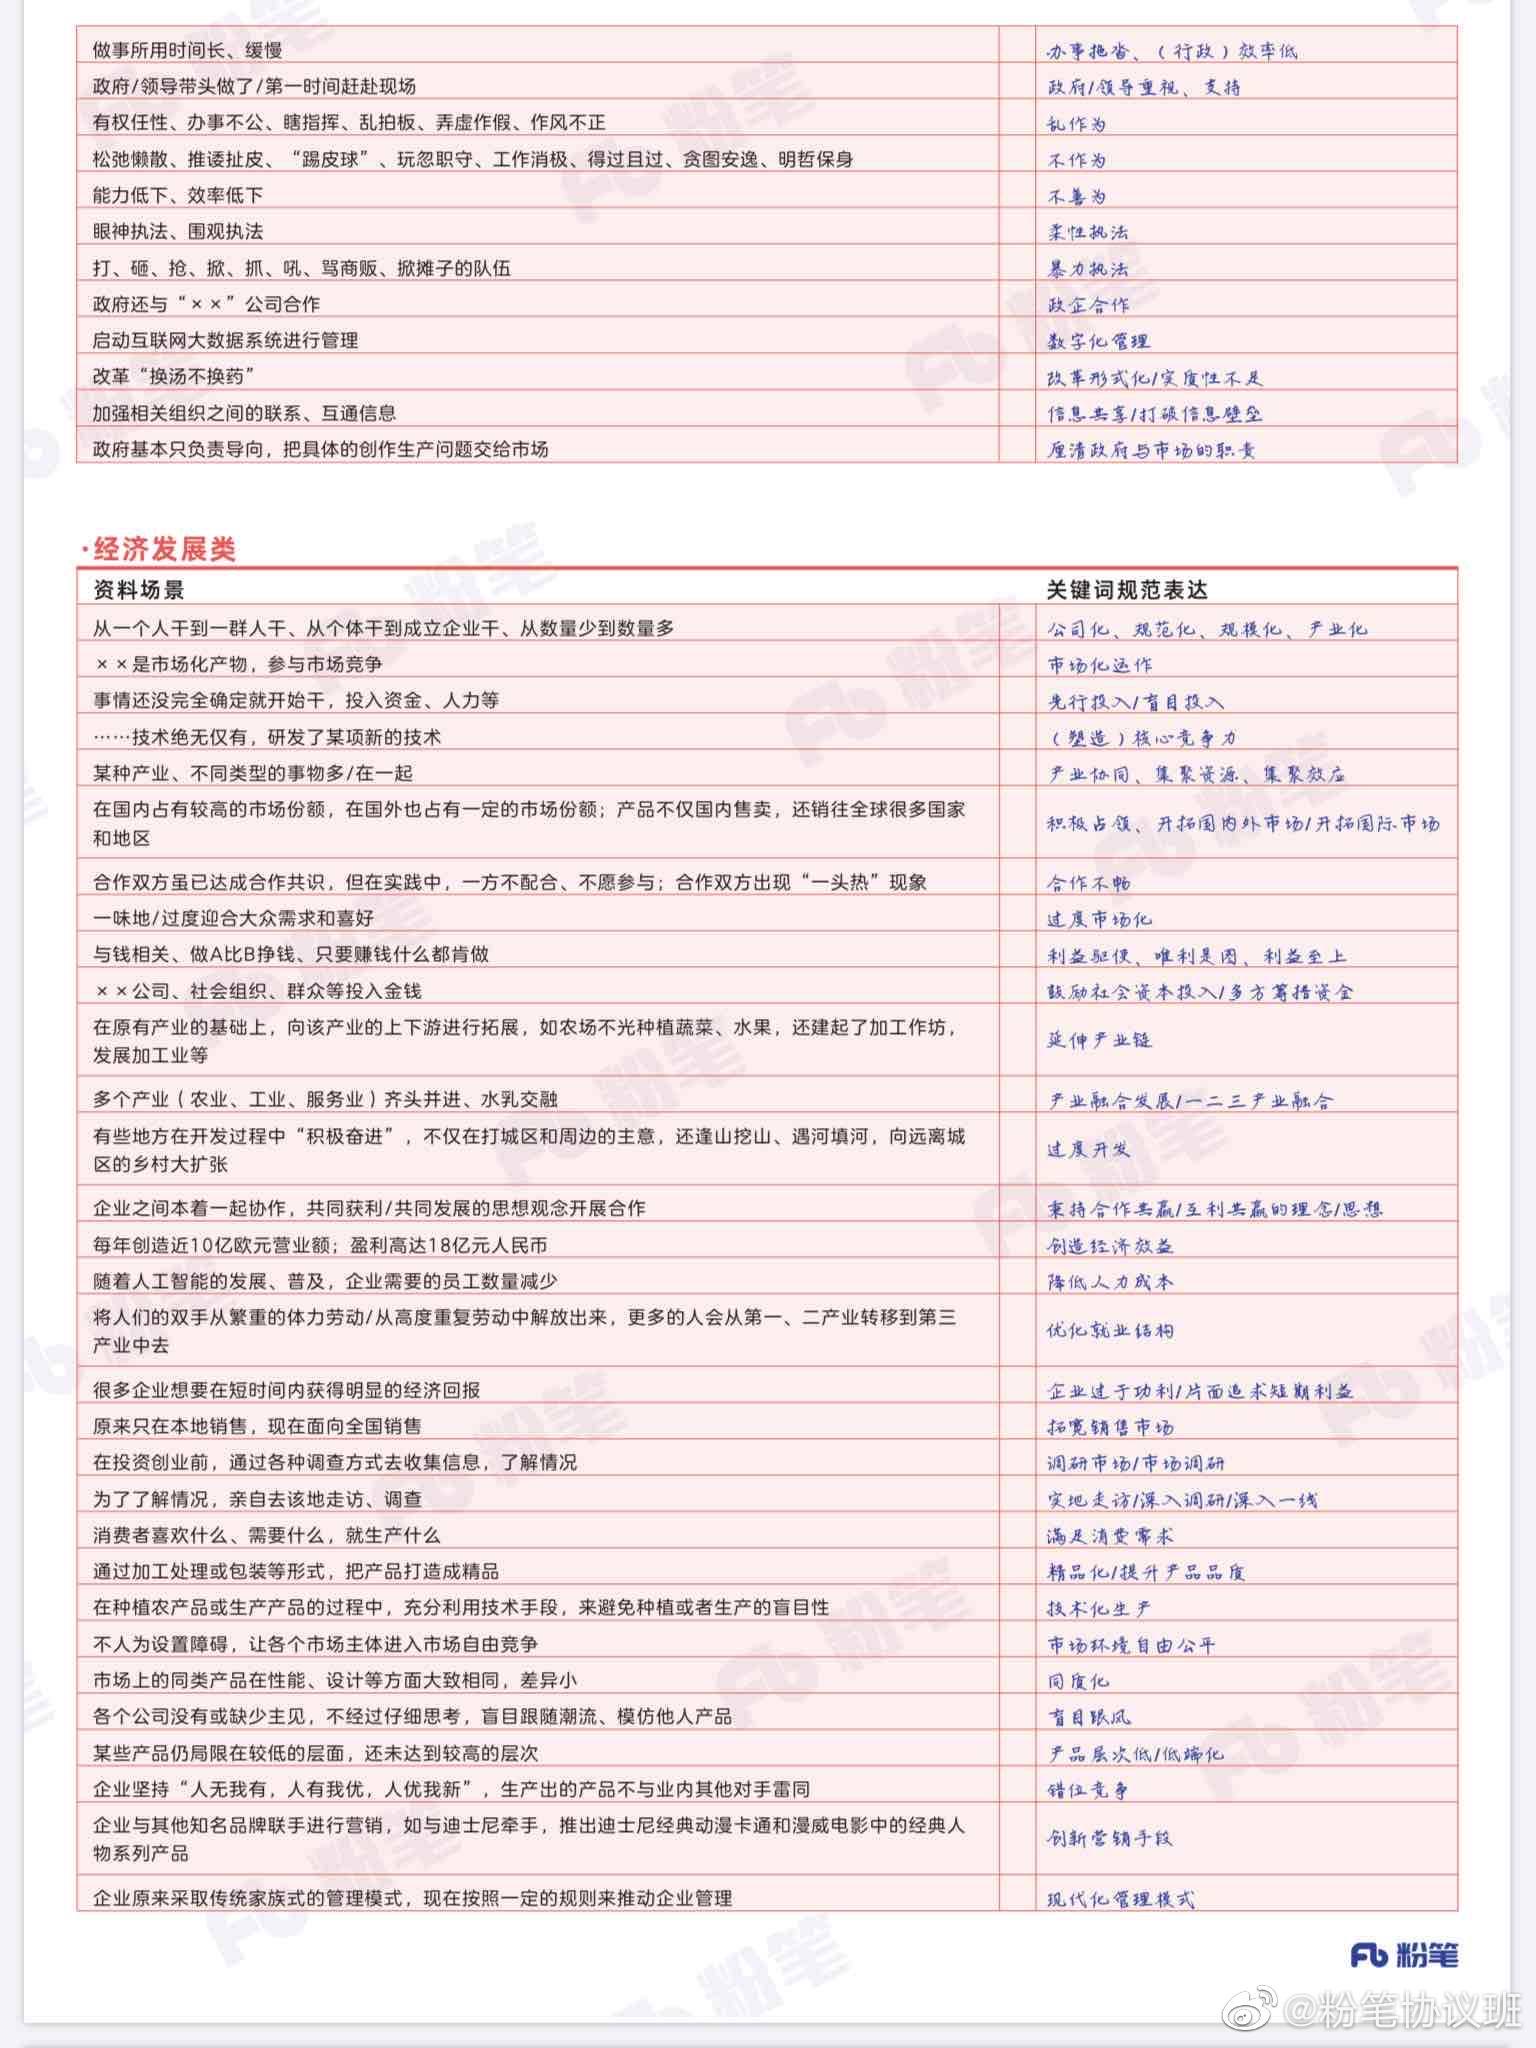 做事所用时间长、缓慢 办事拖沓、（行政）效率低
政府/领导带头做了/第一时间赶赴现场 政府/领导重视、支持
有权任性、办事不公、瞎指挥、乱拍板、弄虚作假、作风不正 乱作为
松弛懒散、推诿扯皮、“踢皮球”、玩忽职守、工作消极、得过且过、贪图安逸、明哲保身 不作为
能力低下、效率低下 不善为
眼神执法、围观执法 柔性执法
打、砸、抢、掀、抓、吼、骂商贩、掀摊子的队伍 暴力执法
政府还与“××”公司合作 政企合作
启动互联网大数据系统进行管理 数字化管理
改革“换汤不换药” 改革形式化/实质性不足
加强相关组织之间的联系、互通信息 信息共享/打破信息壁垒
政府基本只负责导向，把具体的创作生产问题交给市场 厘清政府与市场的职责
·经济发展类
资料场景 关键词规范表达
从一个人干到一群人干、从个体干到成立企业干、从数量少到数量多 公司化、规范化、规模化、产业化
××是市场化产物，参与市场竞争 市场化运作
事情还没完全确定就开始干，投入资金、人力等 先行投入/盲目投入
……技术绝无仅有，研发了某项新的技术 （塑造）核心竞争力
某种产业、不同类型的事物多/在一起 产业协同、集聚资源、集聚效应
在国内占有较高的市场份额，在国外也占有一定的市场份额；产品不仅国内售卖，还销往全球很多国家
和地区
积极占领、开拓国内外市场/开拓国际市场
合作双方虽已达成合作共识，但在实践中，一方不配合、不愿参与；合作双方出现“一头热”现象 合作不畅
一味地/过度迎合大众需求和喜好 过度市场化
与钱相关、做A比B挣钱、只要赚钱什么都肯做 利益驱使、唯利是图、利益至上
××公司、社会组织、群众等投入金钱 鼓励社会资本投入/多方筹措资金
在原有产业的基础上，向该产业的上下游进行拓展，如农场不光种植蔬菜、水果，还建起了加工作坊，
发展加工业等
延伸产业链
多个产业（农业、工业、服务业）齐头并进、水乳交融 产业融合发展/一二三产业融合
有些地方在开发过程中“积极奋进”，不仅在打城区和周边的主意，还逢山挖山、遇河填河，向远离城
区的乡村大扩张
过度开发
企业之间本着一起协作，共同获利/共同发展的思想观念开展合作 秉持合作共赢/互利共赢的理念/思想
每年创造近10亿欧元营业额；盈利高达18亿元人民币 创造经济效益
随着人工智能的发展、普及，企业需要的员工数量减少 降低人力成本
将人们的双手从繁重的体力劳动/从高度重复劳动中解放出来，更多的人会从第一、二产业转移到第三
产业中去
优化就业结构
很多企业想要在短时间内获得明显的经济回报 企业过于功利/片面追求短期利益
原来只在本地销售，现在面向全国销售 拓宽销售市场
在投资创业前，通过各种调查方式去收集信息，了解情况 调研市场/市场调研
为了了解情况，亲自去该地走访、调查 实地走访/深入调研/深入一线
消费者喜欢什么、需要什么，就生产什么 满足消费需求
通过加工处理或包装等形式，把产品打造成精品 精品化/提升产品品质
在种植农产品或生产产品的过程中，充分利用技术手段，来避免种植或者生产的盲目性 技术化生产
不人为设置障碍，让各个市场主体进入市场自由竞争 市场环境自由公平
市场上的同类产品在性能、设计等方面大致相同，差异小 同质化
各个公司没有或缺少主见，不经过仔细思考，盲目跟随潮流、模仿他人产品 盲目跟风
某些产品仍局限在较低的层面，还未达到较高的层次 产品层次低/低端化
企业坚持“人无我有，人有我优，人优我新”，生产出的产品不与业内其他对手雷同 错位竞争
企业与其他知名品牌联手进行营销，如与迪士尼牵手，推出迪士尼经典动漫卡通和漫威电影中的经典人
物系列产品
创新营销手段
企业原来采取传统家族式的管理模式，现在按照一定的规则来推动企业管理 现代化管理模式
粉笔
@粉笔协议班